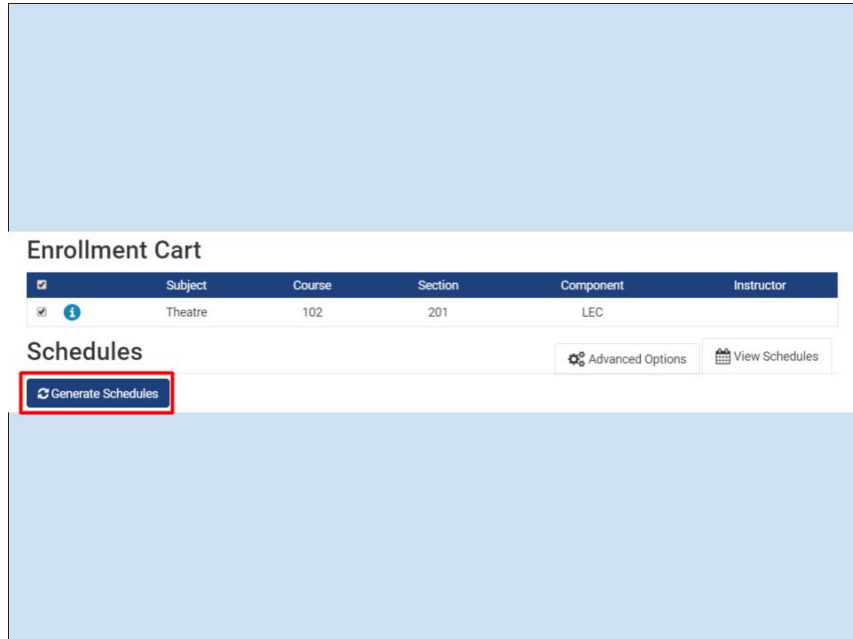 Enrollment Cart
Subject Course Section Component Instructor
Theatre 102 201 LEC
Schedules
Advanced Options View Schedules
Generate Schedules